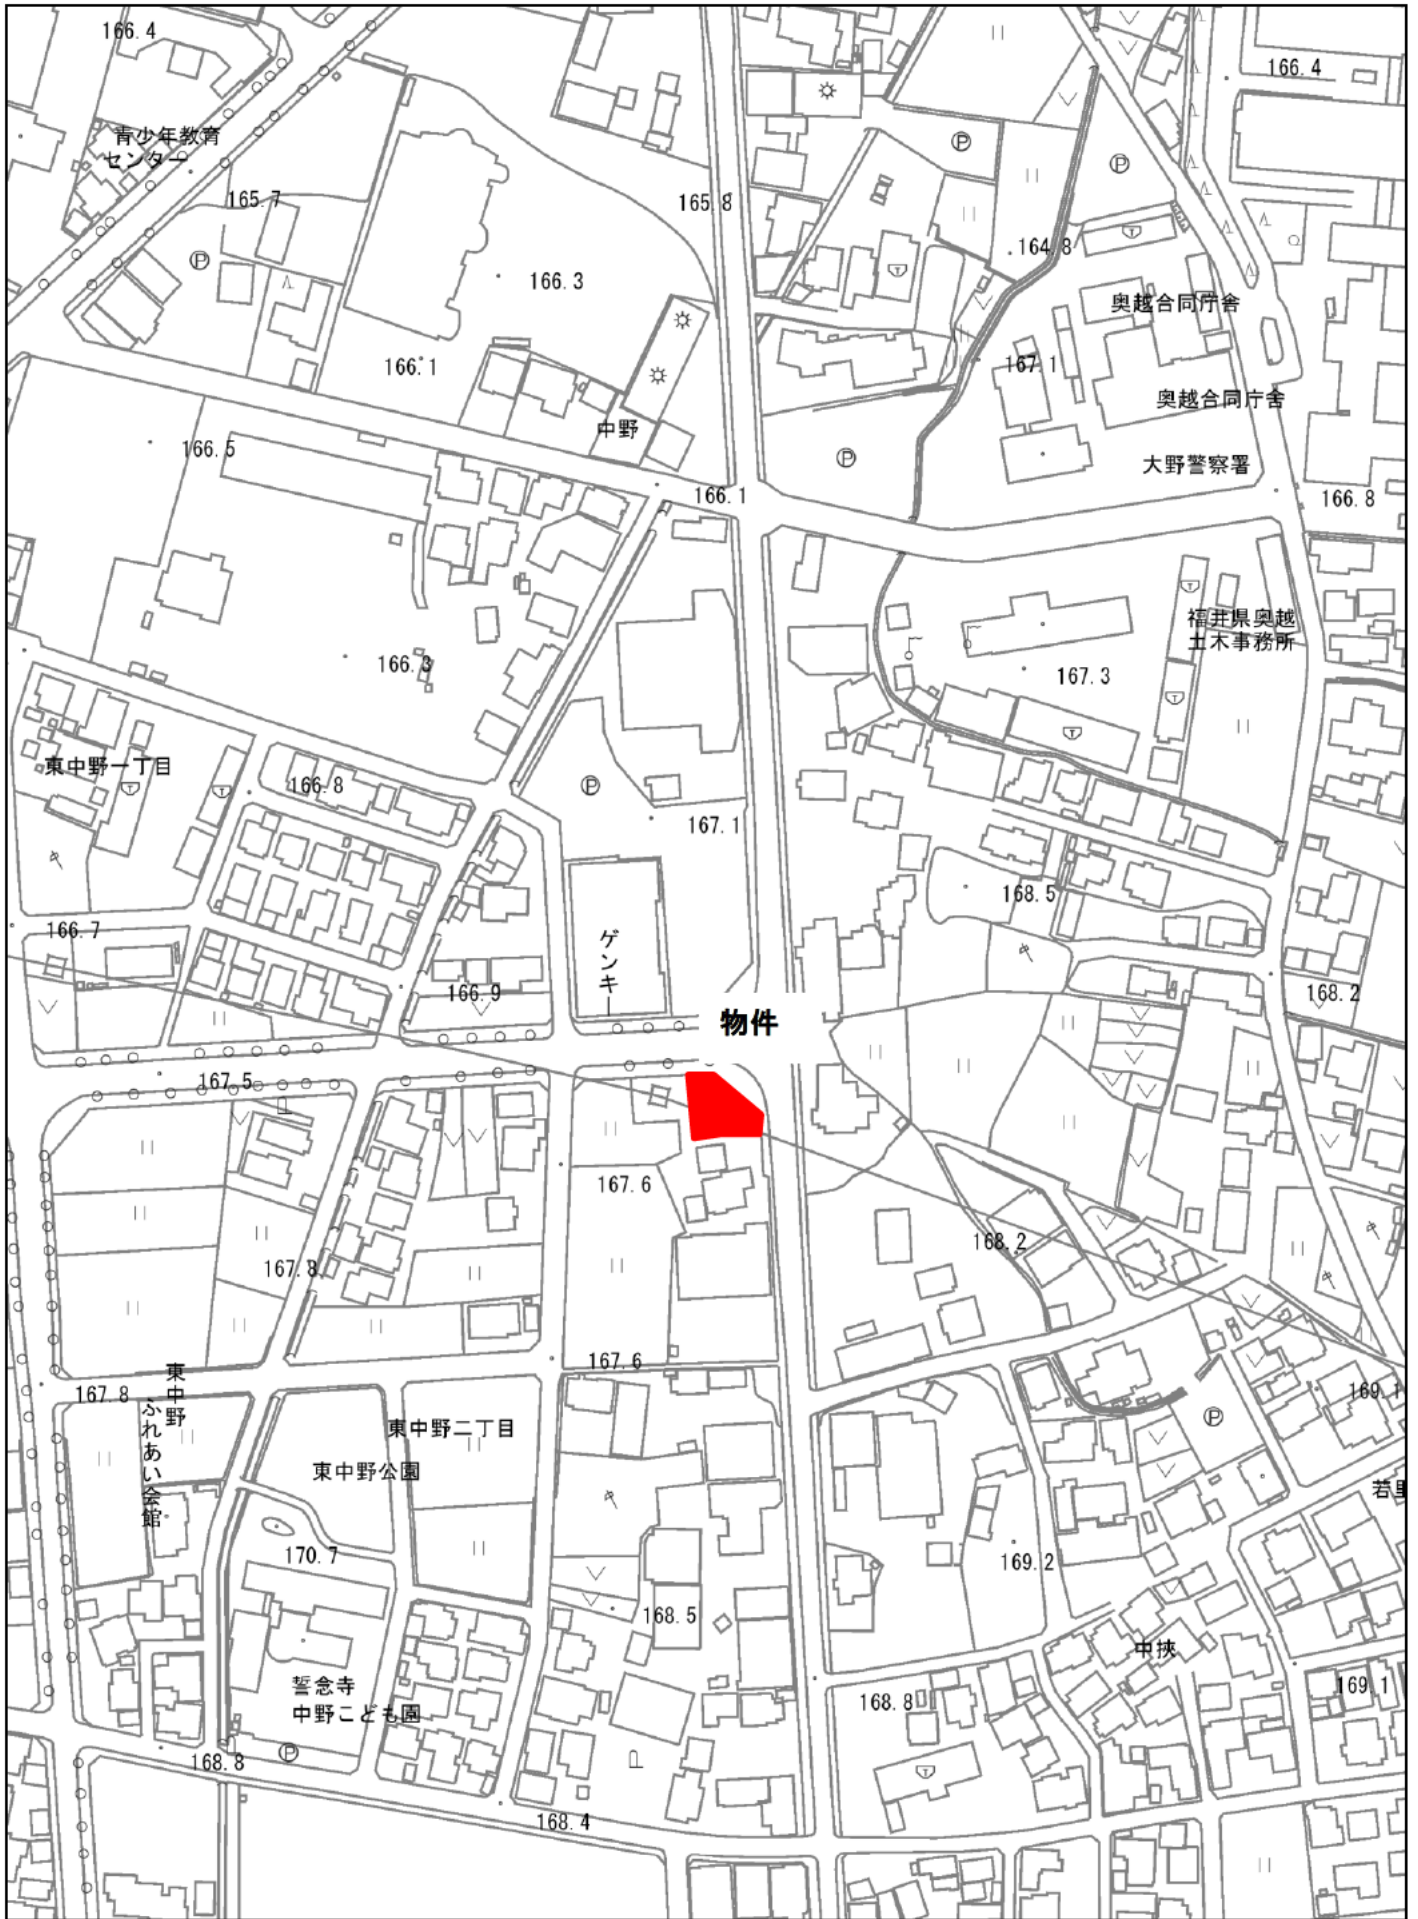 166.4
166.4
青少年教育
センター
165.7
165.8
164.8
166.3
奥越合同庁舎
166.1
167.1
奥越合同庁舎
中野
166.5
大野警察署
166.1
166.8
福井県奥越
土木事務所
166.3
167.3
東中野一丁目
166.8
167.1
168.5
166.7
ゲンキー
166.9
168.2
物件
167.5
167.6
168.2
167.8
167.6
167.8
東中野
ふれあい会館
169.1
東中野二丁目
東中野公園
170.7
169.2
168.5
中挾
誓念寺
中野こども園
168.8
169.1
168.8
168.4